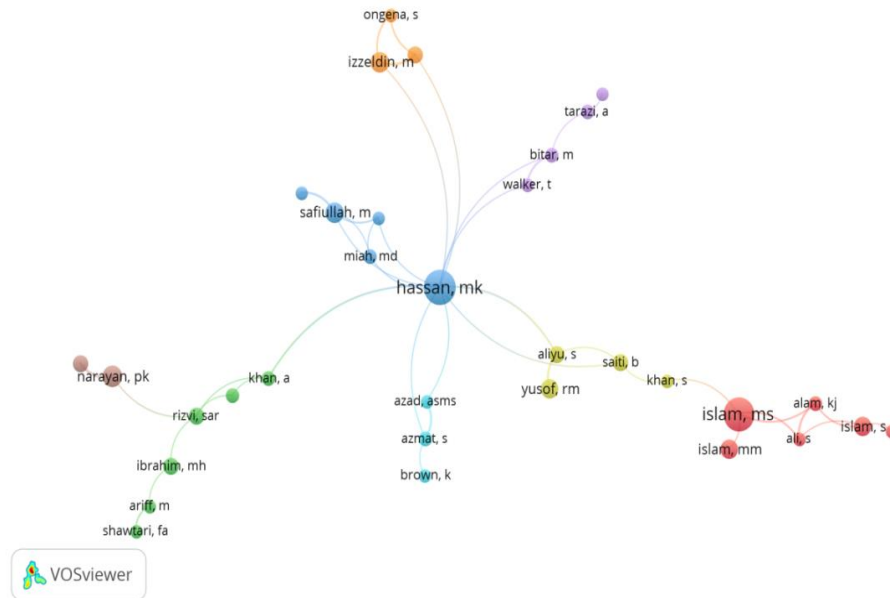 ongena, s
izzeldin, m
tarazi, a
bitar, m
walker, t
safiullah, m
miah, md
hassan, mk
aliyu, s
saiti, b
yusof, rm
khan, s
khan, a
narayan, pk
rizvi, sar
azad, asms
azmat, s
brown, k
islam, ms
alam, kj
ali, s
islam, s
islam, mm
ibrahim, mh
ariff, m
shawtari, fa
VOSviewer